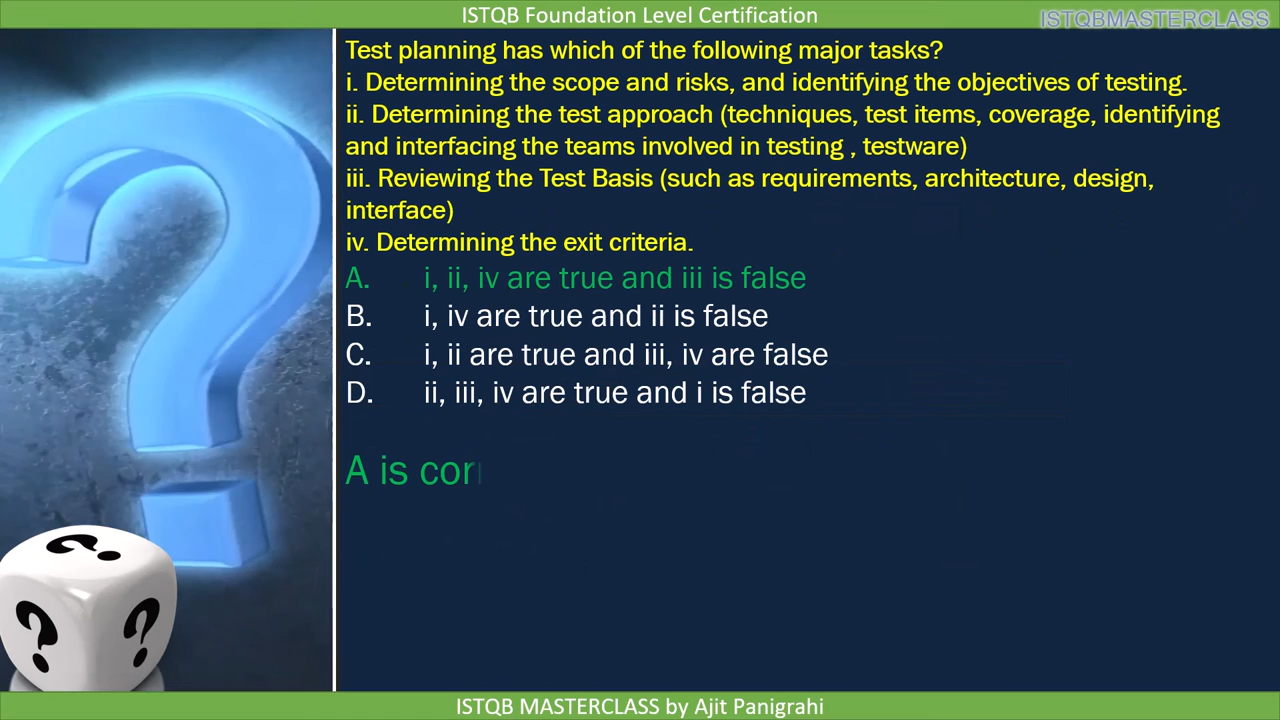 ISTQB Foundation Level Certification
ISTQBMASTERCLASS
Test planning has which of the following major tasks?
i. Determining the scope and risks, and identifying the objectives of testing.
ii. Determining the test approach (techniques, test items, coverage, identifying
and interfacing the teams involved in testing , testware)
iii. Reviewing the Test Basis (such as requirements, architecture, design,
interface)
iv. Determining the exit criteria.
A. i, ii, iv are true and iii is false
B. i, iv are true and ii is false
C. i, ii are true and iii, iv are false
D. ii, iii, iv are true and i is false
A is cor
ISTQB MASTERCLASS by Ajit Panigrahi